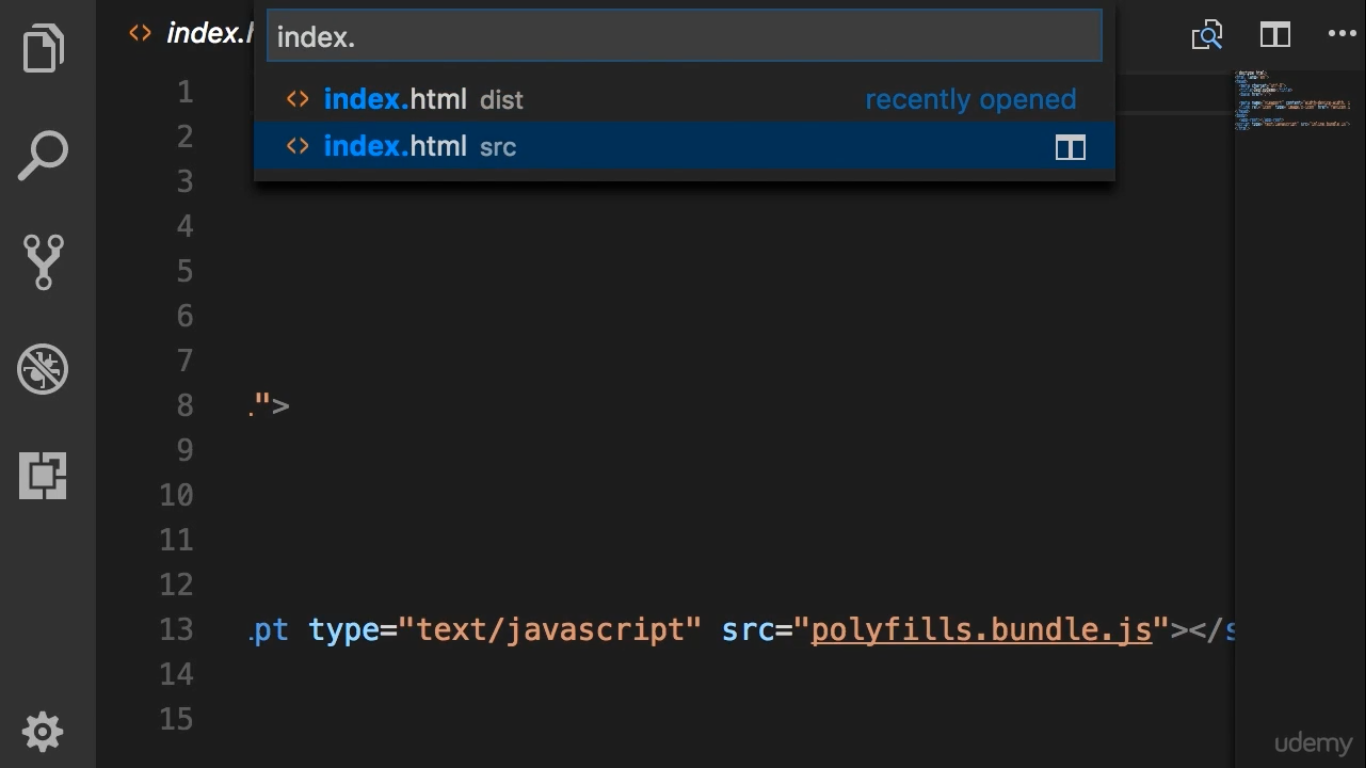 index.h
index.
index.html dist recently opened
index.html src
1
2
3
4
5
6
7
8 .">
9
10
11
12
13 .pt type="text/javascript" src="polyfills.bundle.js"></s
14
15
udemy